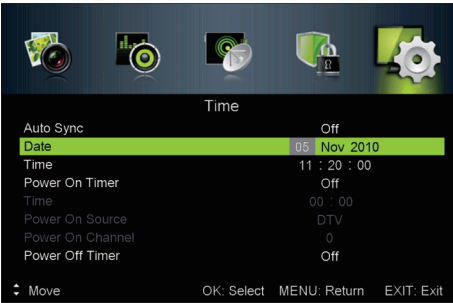 Time
Auto Sync Off
Date 05 Nov 2010
Time 11 : 20 : 00
Power On Timer Off
Time 00 : 00
Power On Source DTV
Power On Channel 0
Power Off Timer Off
Move OK: Select MENU: Return EXIT: Exit